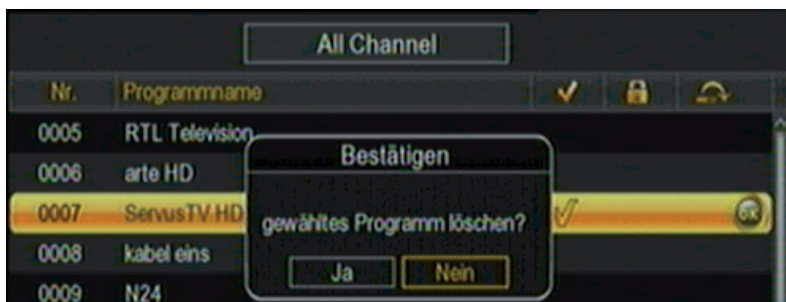 All Channel
Nr. Programmname
0005 RTL Television
0006 arte HD
0007 ServusTV HD OK
0008 kabel eins
0009 N24
Bestätigen
gewähltes Programm löschen?
Ja Nein